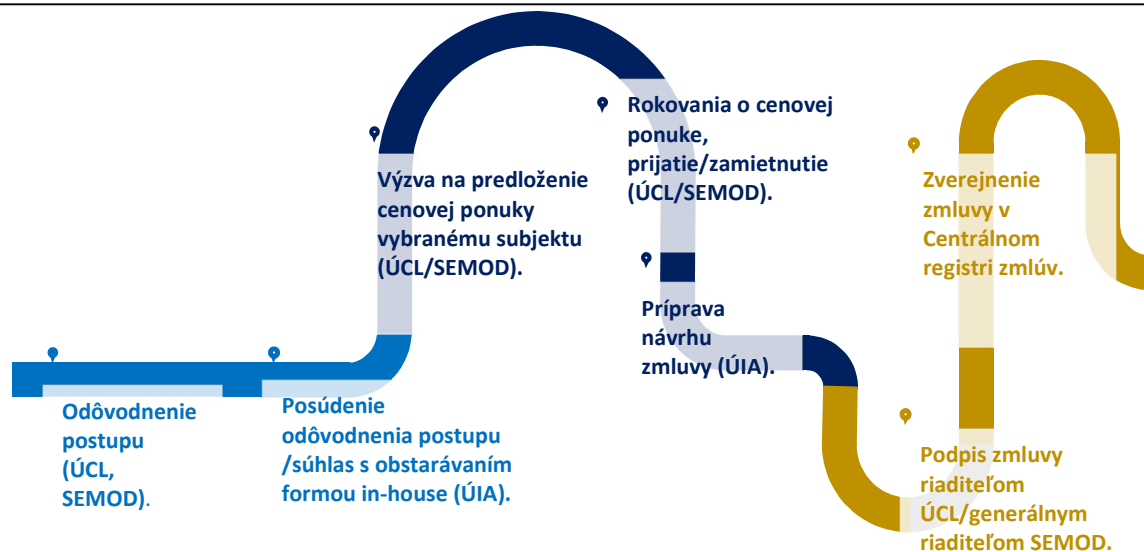 Odôvodnenie
postupu
(ÚCL,
SEMOD).
Posúdenie
odôvodnenia postupu
/súhlas s obstarávaním
formou in-house (ÚIA).
Výzva na predloženie
cenovej ponuky
vybranému subjektu
(ÚCL/SEMOD).
Rokovania o cenovej
ponuke,
prijatie/zamietnutie
(ÚCL/SEMOD).
Príprava
návrhu
zmluvy (ÚIA).
Podpis zmluvy
riaditeľom
ÚCL/generálnym
riaditeľom SEMOD.
Zverejnenie
zmluvy v
Centrálnom
registri zmlúv.